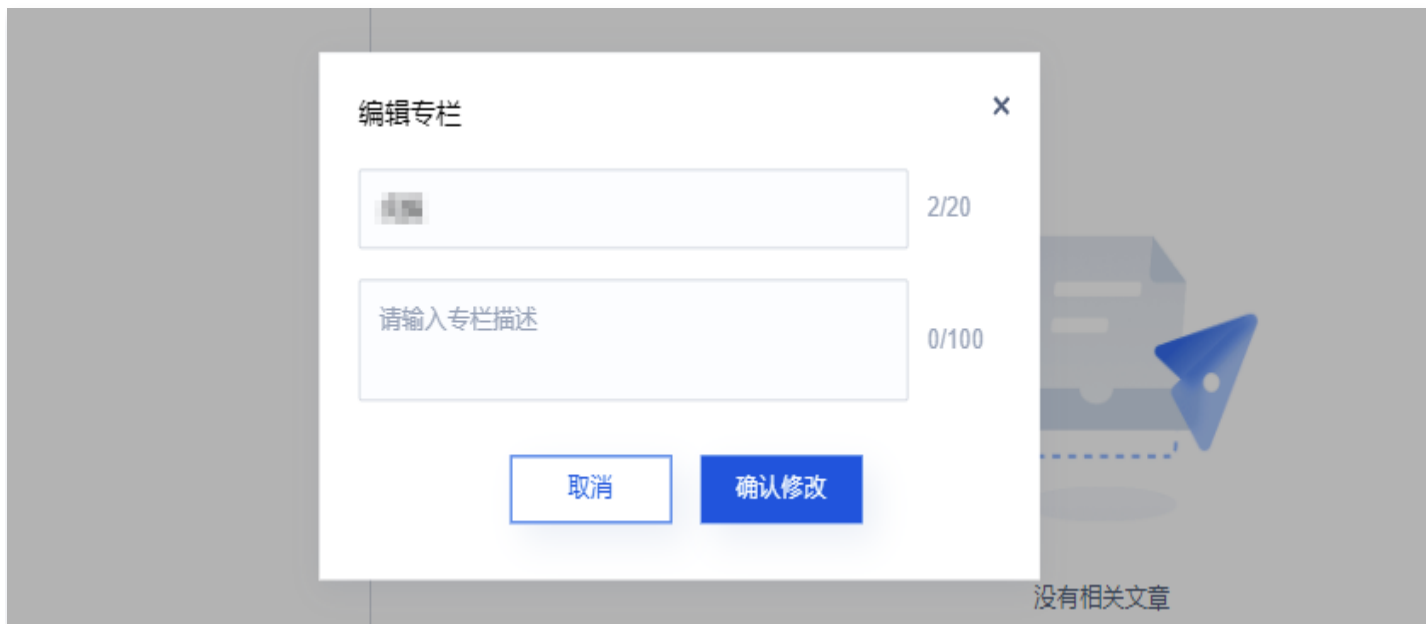 编辑专栏
×
2/20
请输入专栏描述
0/100
取消
确认修改
没有相关文章